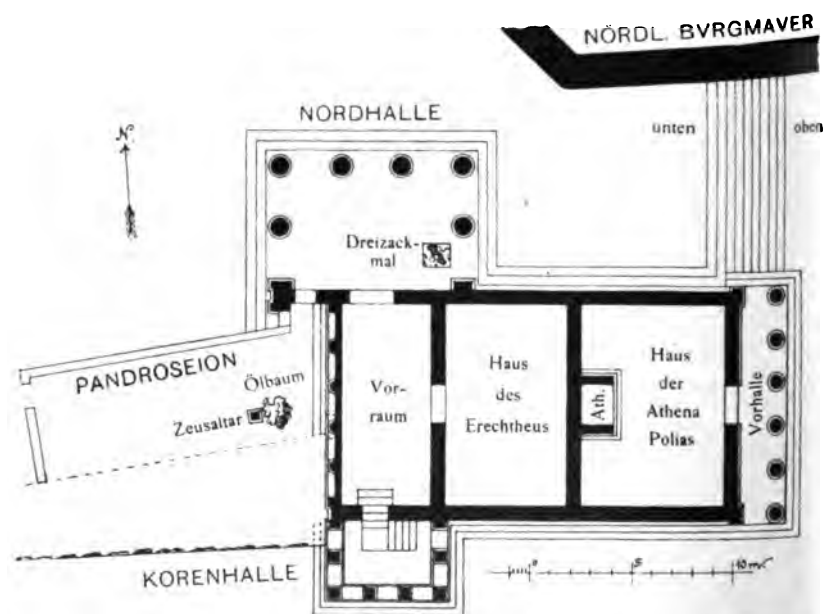 NÖRDL. BVRGMAVER
NORDHALLE
unten
oben
N.
Dreizack-
mal
PANDROSEION
Ölbaum
Zeusaltar
Vor-
raum
Haus
des
Erechtheus
Ath.
Haus
der
Athena
Polias
Vorhalle
KORENHALLE
0
5
10 m